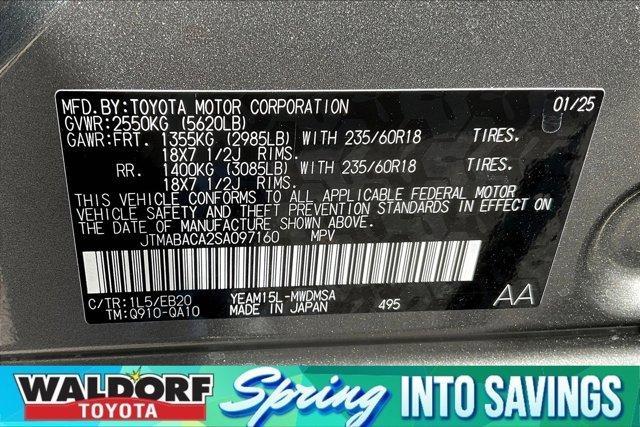 MFD.BY:TOYOTA MOTOR CORPORATION 01/25
GVWR:2550KG (5620LB)
GAWR:FRT. 1355KG (2985LB) WITH 235/60R18 TIRES.
18X7 1/2J RIMS.
RR. 1400KG (3085LB) WITH 235/60R18 TIRES.
18X7 1/2J RIMS.
THIS VEHICLE CONFORMS TO ALL APPLICABLE FEDERAL MOTOR
VEHICLE SAFETY AND THEFT PREVENTION STANDARDS IN EFFECT ON
THE DATE OF MANUFACTURE SHOWN ABOVE.
JTMABACA2SA097160 MPV
C/TR:1L5/EB20 YEAM15L-MWDMSA AA
TM:Q910-QA10 MADE IN JAPAN 495
WALDORF
TOYOTA
Spring INTO SAVINGS